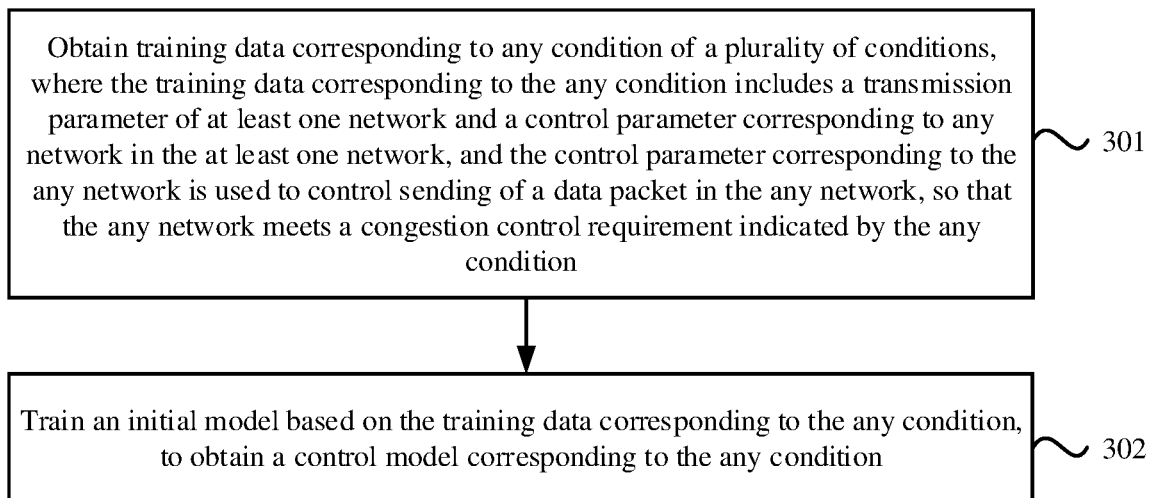 Obtain training data corresponding to any condition of a plurality of conditions,
where the training data corresponding to the any condition includes a transmission
parameter of at least one network and a control parameter corresponding to any
network in the at least one network, and the control parameter corresponding to the
any network is used to control sending of a data packet in the any network, so that
the any network meets a congestion control requirement indicated by the any
condition
301
Train an initial model based on the training data corresponding to the any condition,
to obtain a control model corresponding to the any condition
302